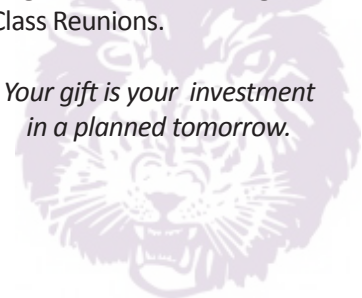 Class Reunions.
Your gift is your investment
in a planned tomorrow.